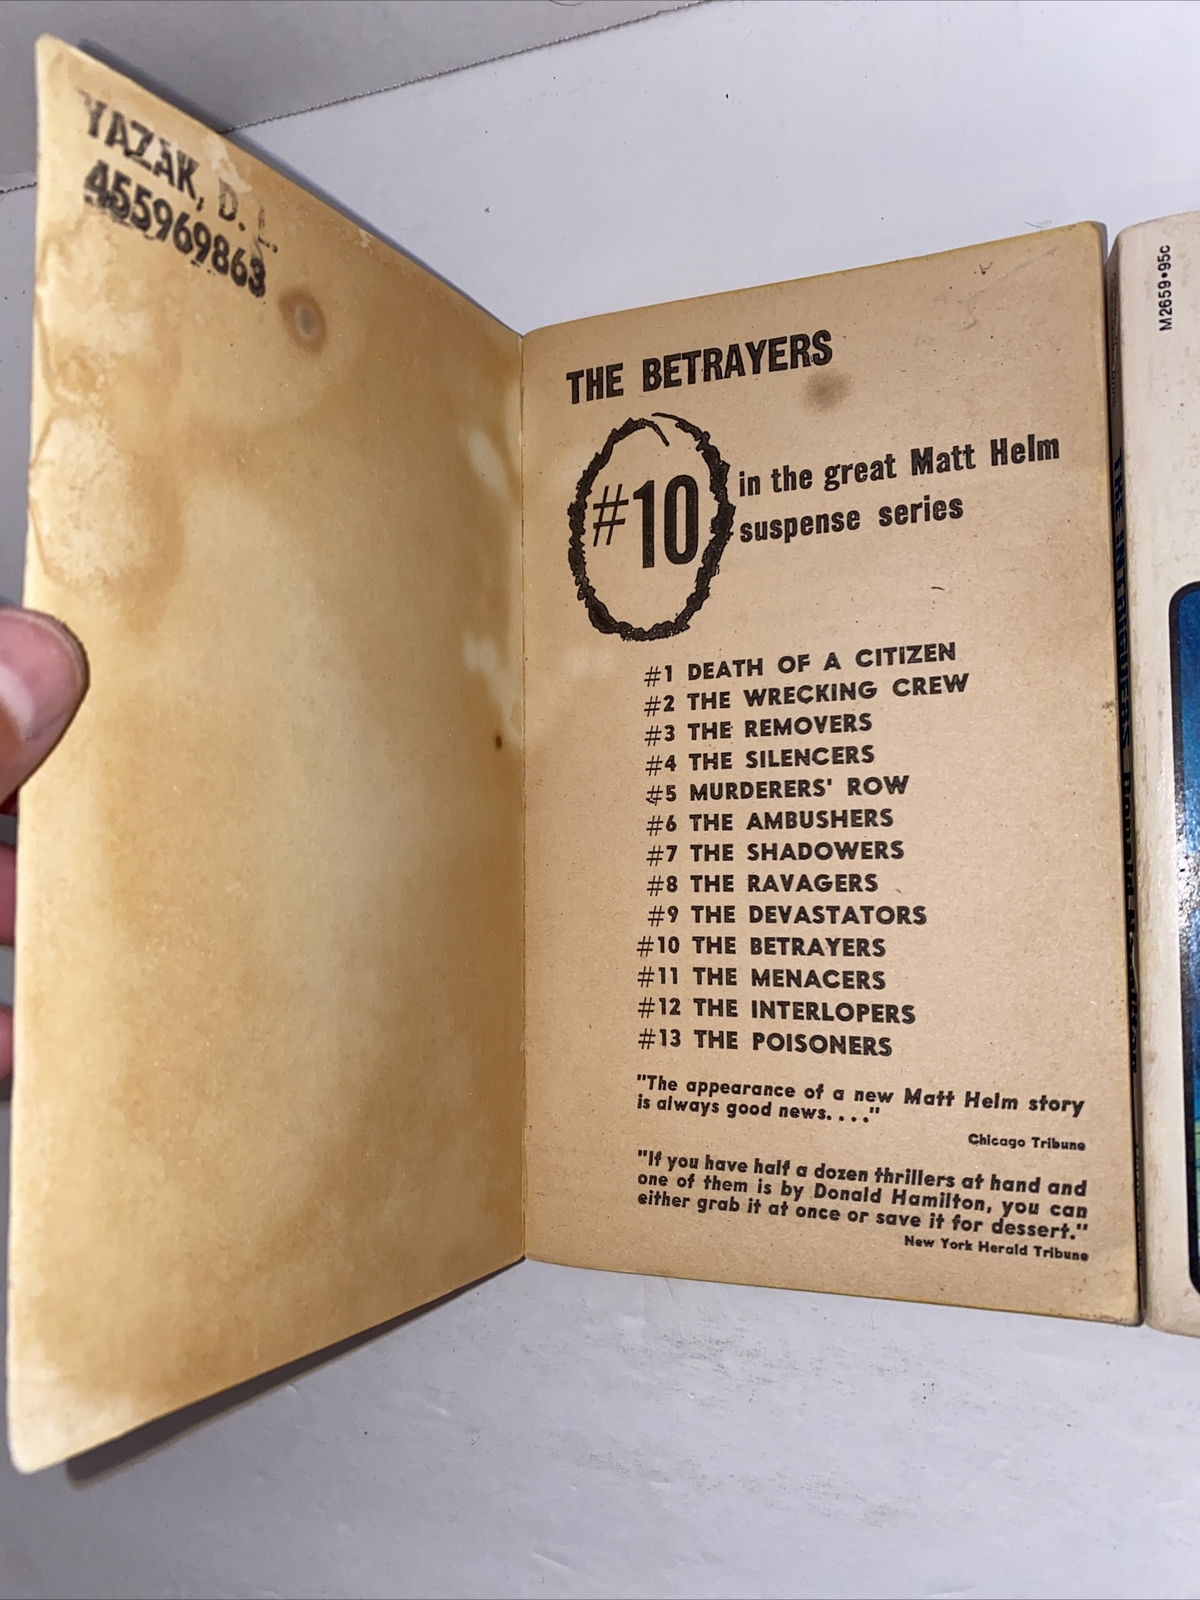 YAZAK, D. L.
455969863
THE BETRAYERS
#10
in the great Matt Helm
suspense series
#1 DEATH OF A CITIZEN
#2 THE WRECKING CREW
#3 THE REMOVERS
#4 THE SILENCERS
#5 MURDERERS' ROW
#6 THE AMBUSHERS
#7 THE SHADOWERS
#8 THE RAVAGERS
#9 THE DEVASTATORS
#10 THE BETRAYERS
#11 THE MENACERS
#12 THE INTERLOPERS
#13 THE POISONERS
"The appearance of a new Matt Helm story
is always good news. . . ."
Chicago Tribune
"If you have half a dozen thrillers at hand and
one of them is by Donald Hamilton, you can
either grab it at once or save it for dessert."
New York Herald Tribune
M2659•95c